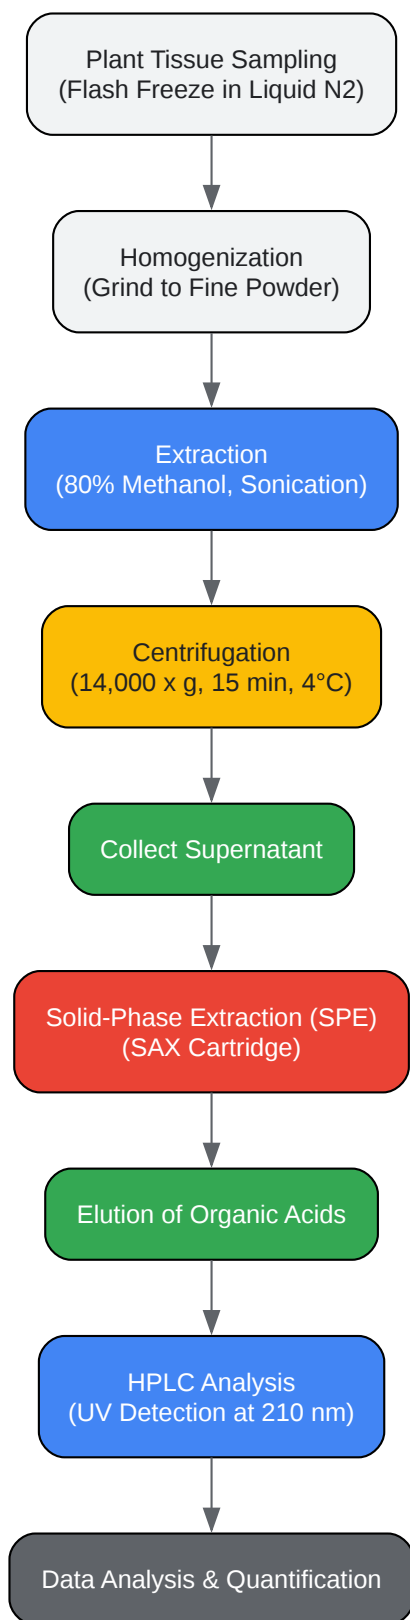 Plant Tissue Sampling
(Flash Freeze in Liquid N2)
Homogenization
(Grind to Fine Powder)
Extraction
(80% Methanol, Sonication)
Centrifugation
(14,000 x g, 15 min, 4°C)
Collect Supernatant
Solid-Phase Extraction (SPE)
(SAX Cartridge)
Elution of Organic Acids
HPLC Analysis
(UV Detection at 210 nm)
Data Analysis & Quantification